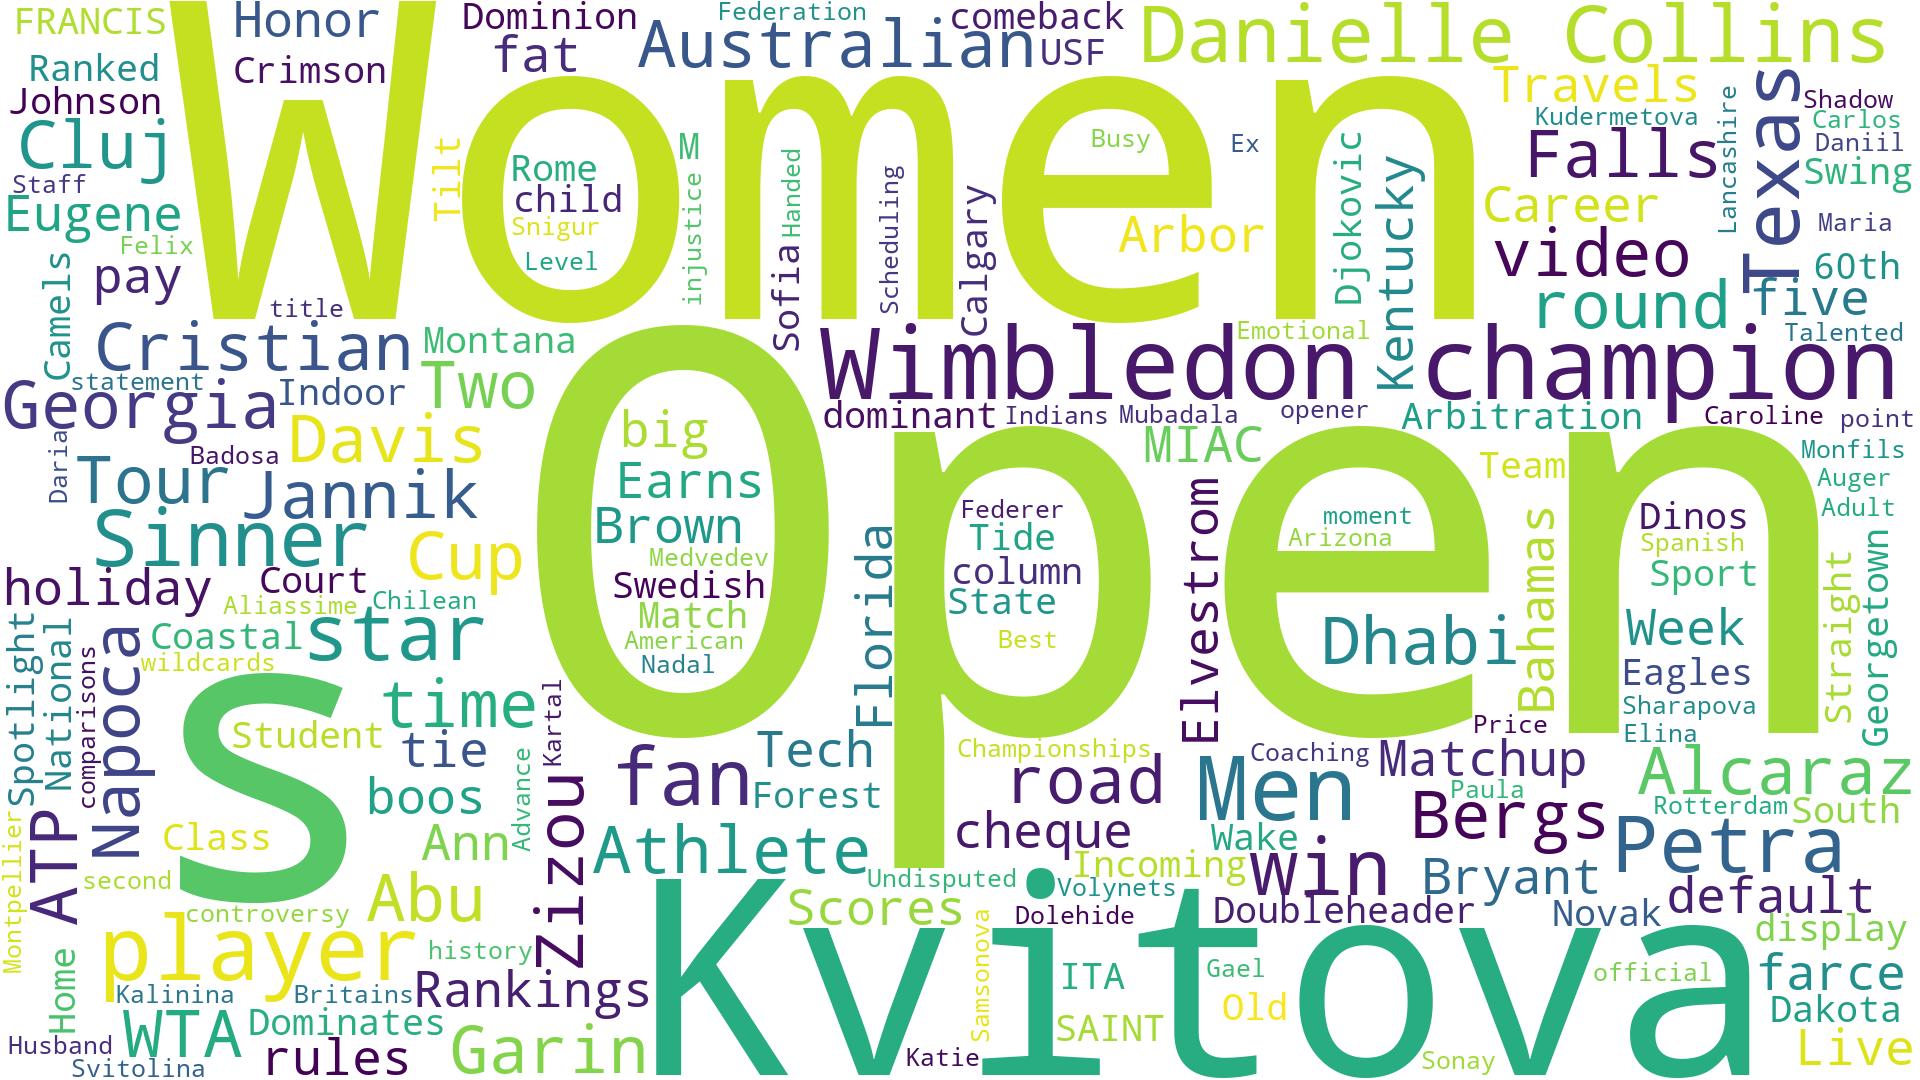 FRANCIS
Honor
Dominion
Federation
comeback
Danielle Collins
fat
Australian
USF
Women
Ranked
Crimson
Travels
Texas
Johnson
Shadow
Kudermetova
Carlos
Lancashire
Cluj
Falls
Daniil
Tilt
Rome
M
Handed
Busy
Ex
Djokovic
Staff
child
injustice
Scheduling
Kentucky
Swing
Eugene
Snigur
Calgary
Arbor
Career
Maria
Felix
Level
Sofia
video
60th
Camels
pay
title
round
five
Cristian
Montana
Emotional
Talented
Wimbledon
champion
statement
Indoor
Two
Georgia
dominant
Indians
Mubadala
opener
Arbitration
Caroline
point
Open
Daria
Badosa
Davis
big
MIAC
Team
Monfils
Tour
Jannik
Earns
Elvestrom
Auger
Sinner
Brown
Federer
moment
Dinos
Adult
Cup
Medvedev
Florida
Tide
Arizona
Bahamas
Spanish
Straight
Georgetown
holiday
Court
Swedish
column
Sport
Aliassime
Chilean
Match
State
Spotlight
National
Napoca
Coastal
star
American
Best
Dhabi
Week
wildcards
Nadal
Eagles
comparisons
s
time
Kartal
Sharapova
Student
tie
Price
Elina
fan
Tech
Championships
Coaching
Matchup
Advance
Zizou
Forest
road
Men
Alcaraz
boos
Paula
Rotterdam
South
ATP
Class
Ann
Athlete
cheque
Wake
Bergs
Petra
Montpellier
second
Abu
Undisputed
Incoming
win
Bryant
Volynets
default
controversy
Scores
Dolehide
Doubleheader
Novak
player
history
Samsonova
display
Kvitova
Home
Kalinina
Britains
Rankings
ITA
Gael
official
farce
WTA
Dominates
Old
Dakota
Husband
rules
Garin
SAINT
Live
Svitolina
Katie
Sonay